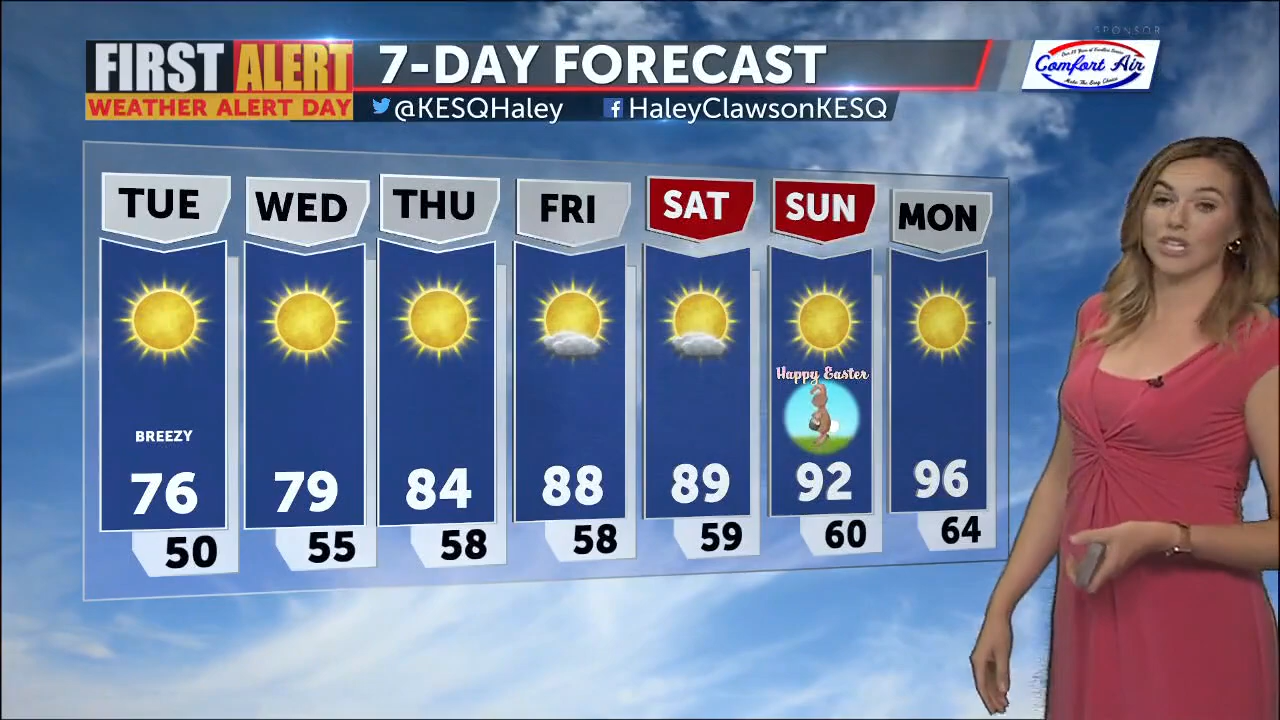 SPONSOR
FIRST ALERT
WEATHER ALERT DAY
7-DAY FORECAST
@KESQHaley
HaleyClawsonKESQ
Comfort Air
TUE
WED
THU
FRI
SAT
SUN
MON
Happy Easter
BREEZY
76
79
84
88
89
92
96
50
55
58
58
59
60
64